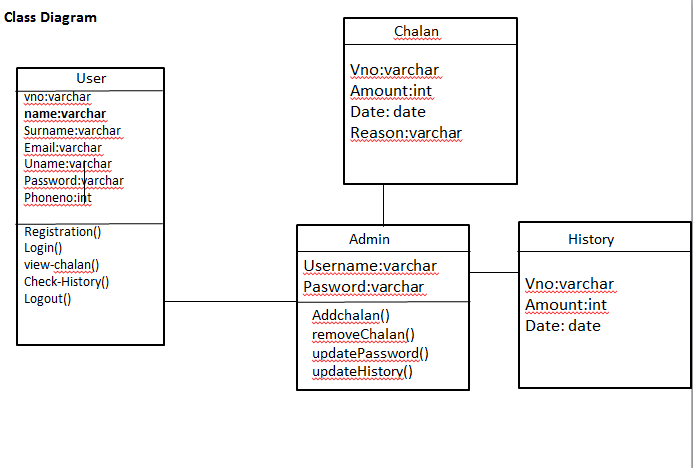 Class Diagram
Chalan
Vno:varchar
Amount:int
Date: date
Reason:varchar
User
vno:varchar
name:varchar
Surname:varchar
Email:varchar
Uname:varchar
Password:varchar
Phoneno:int
Registration()
Login()
view-chalan()
Check-History()
Logout()
Admin
Username:varchar
Pasword:varchar
Addchalan()
removeChalan()
updatePassword()
updateHistory()
History
Vno:varchar
Amount:int
Date: date